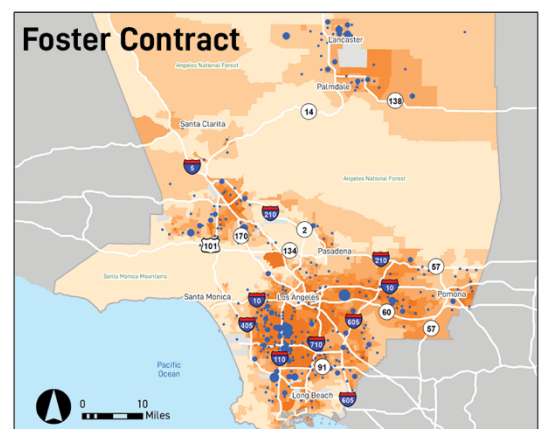 Foster Contract
Lancaster
Angeles National Forest
Palmdale
138
14
Santa Clarita
5
Angeles National Forest
210
2
170
101
134
Pasadena
210
57
Santa Monica Mountains
10
Santa Monica
10
Los Angeles
Pomona
60
405
605
57
710
110
91
Pacific
Ocean
Long Beach
605
0 10
Miles